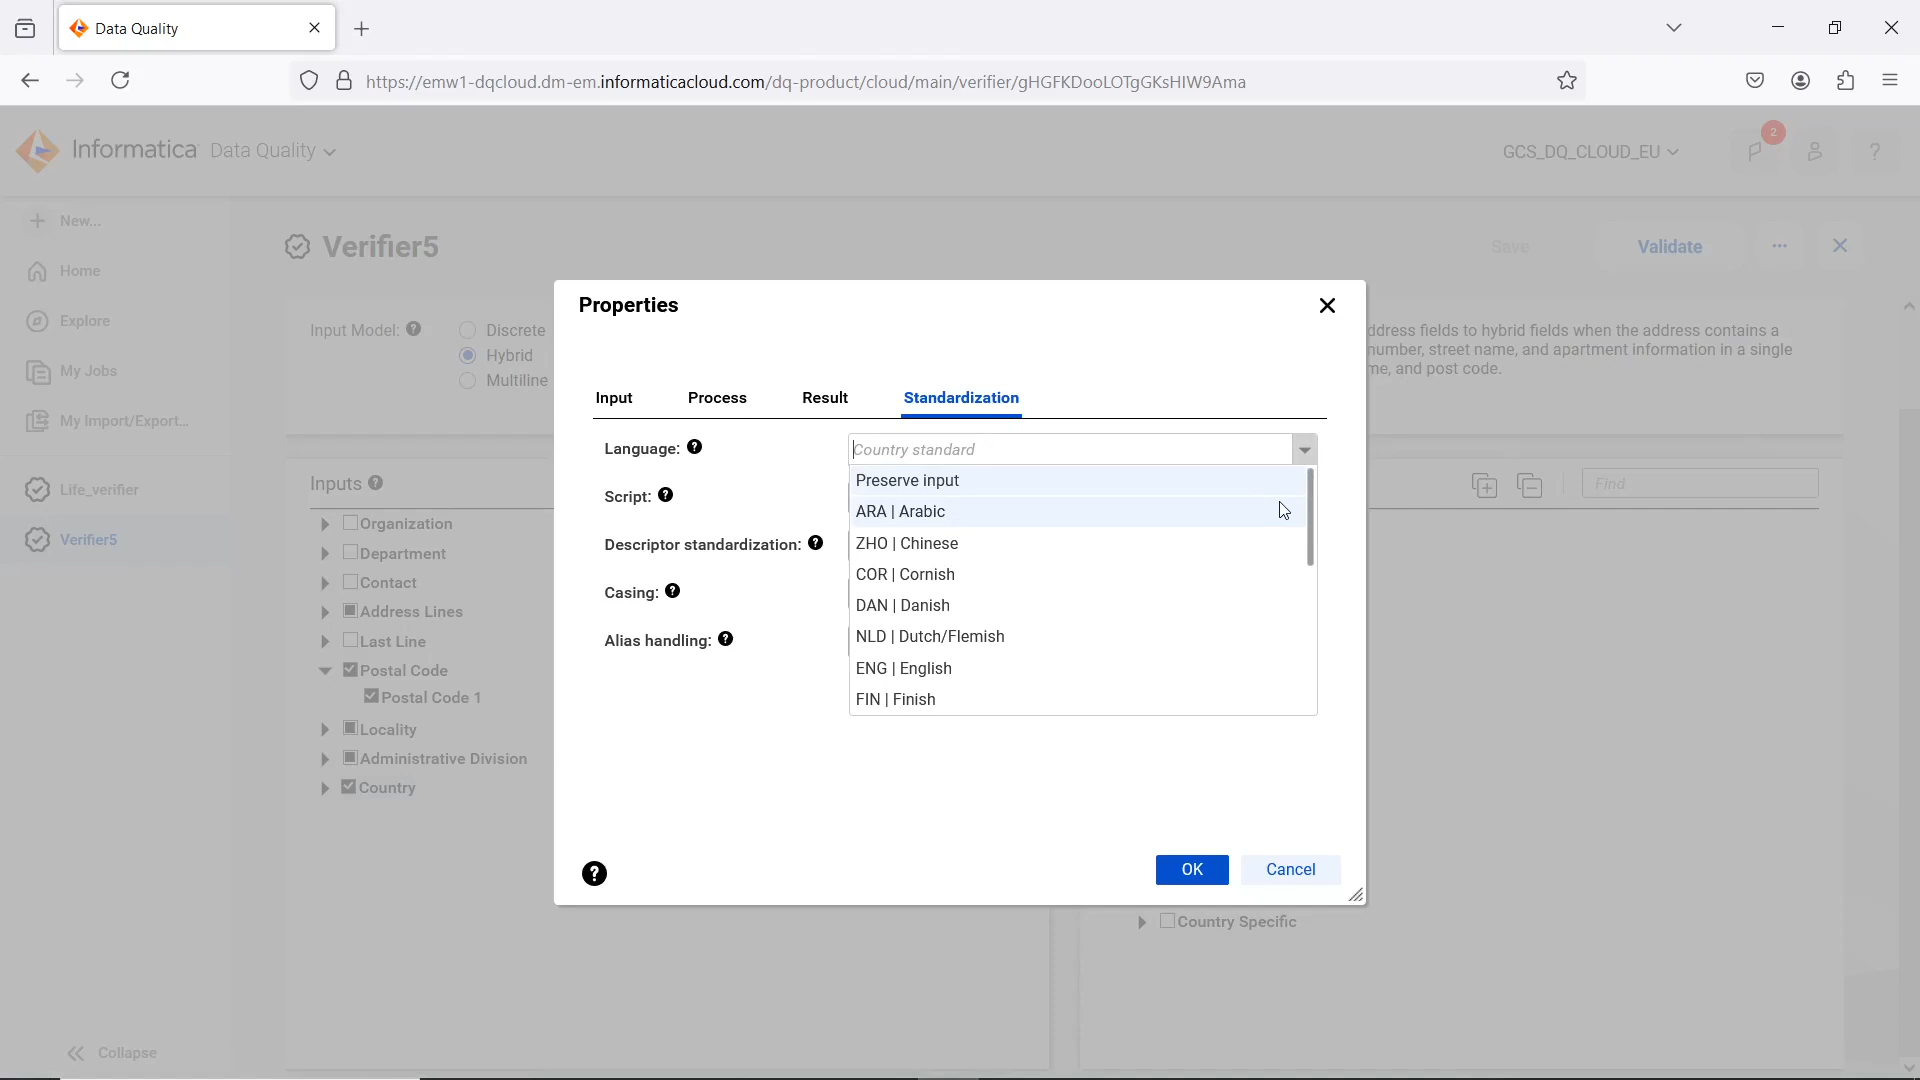 Data Quality
https://emw1-dqcloud.dm-em.informaticacloud.com/dq-product/cloud/main/verifier/gHGFKDooLOTgGKsHIW9Ama
Informatica Data Quality
GCS_DQ_CLOUD_EU
2
?
New...
Home
Explore
My Jobs
My Import/Export...
Life_verifier
Verifier5
Collapse
Verifier5
Save
Validate
Input Model: ?
Discrete
Hybrid
Multiline
ddress fields to hybrid fields when the address contains a
number, street name, and apartment information in a single
me, and post code.
Inputs ?
Organization
Department
Contact
Address Lines
Last Line
Postal Code
Postal Code 1
Locality
Administrative Division
Country
Find
Country Specific
Properties
Input
Process
Result
Standardization
Language: ?
Country standard
Script: ?
Descriptor standardization: ?
Casing: ?
Alias handling: ?
Preserve input
ARA | Arabic
ZHO | Chinese
COR | Cornish
DAN | Danish
NLD | Dutch/Flemish
ENG | English
FIN | Finish
?
OK
Cancel